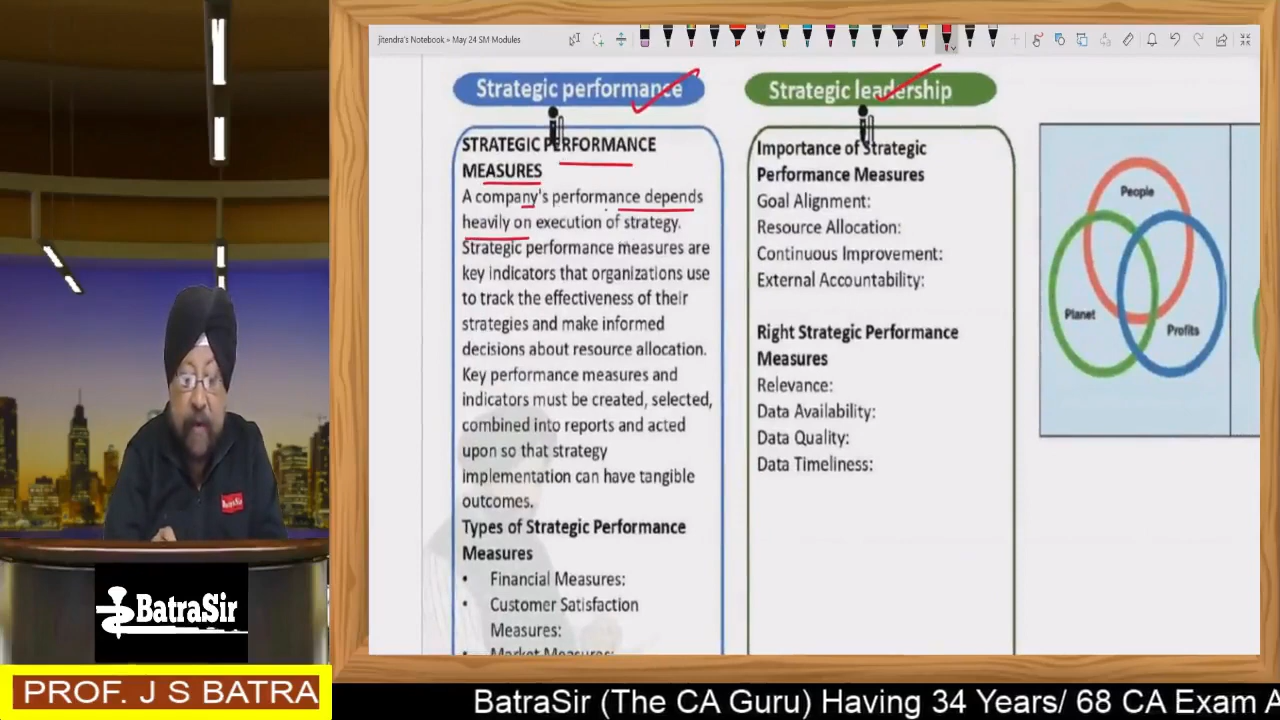 jitendra's Notebook » May 24 SM Modules
Strategic performance
STRATEGIC PERFORMANCE
MEASURES
A company's performance depends
heavily on execution of strategy.
Strategic performance measures are
key indicators that organizations use
to track the effectiveness of their
strategies and make informed
decisions about resource allocation.
Key performance measures and
indicators must be created, selected,
combined into reports and acted
upon so that strategy
implementation can have tangible
outcomes.
Types of Strategic Performance
Measures
• Financial Measures:
• Customer Satisfaction
Measures:
• Market Measures:
Strategic leadership
Importance of Strategic
Performance Measures
Goal Alignment:
Resource Allocation:
Continuous Improvement:
External Accountability:
Right Strategic Performance
Measures
Relevance:
Data Availability:
Data Quality:
Data Timeliness:
People
Planet
Profits
BatraSir
BatraSir
PROF. J S BATRA
BatraSir (The CA Guru) Having 34 Years/ 68 CA Exam A